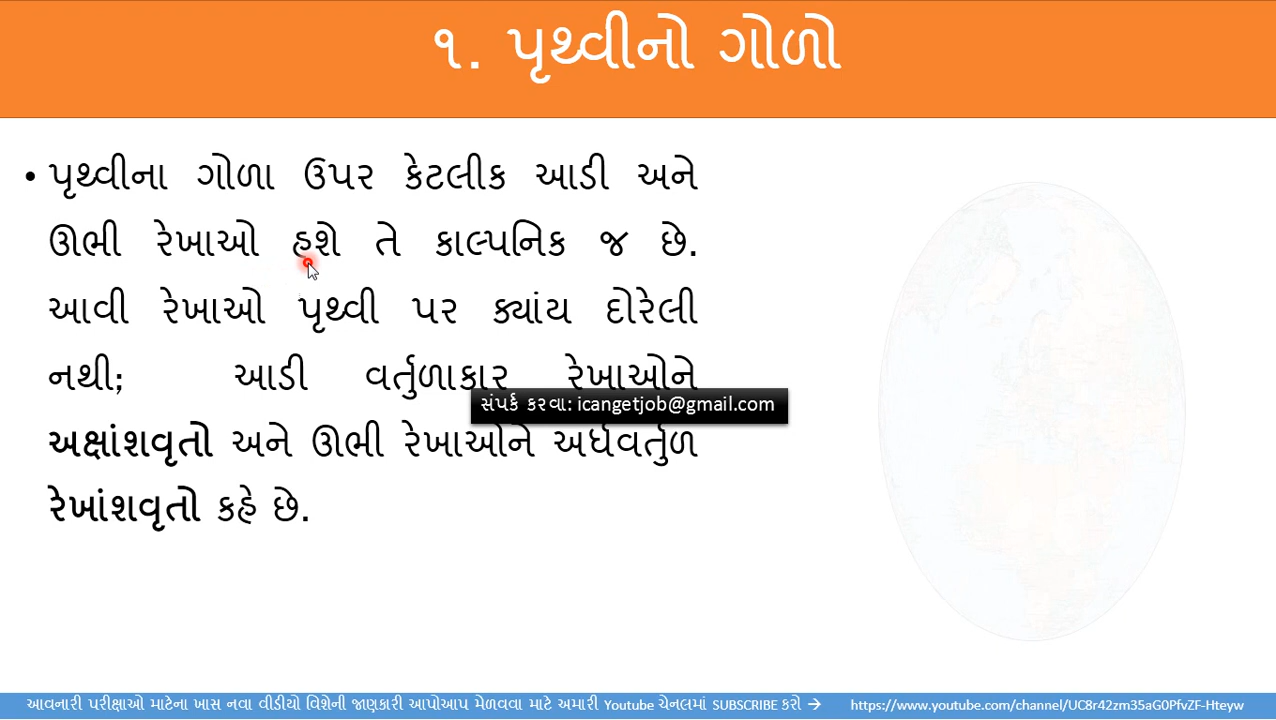 ૧. પૃથ્વીનો ગોળો
• પૃથ્વીના ગોળા ઉપર કેટલીક આડી અને
ઊભી રેખાઓ હશે તે કાલ્પનિક જ છે.
આવી રેખાઓ પૃથ્વી પર ક્યાંય દોરેલી
નથી; આડી વર્તુળાકાર રેખાઓને
સંપર્ક કરવા: icangetjob@gmail.com
અક્ષાંશવૃતો અને ઊભી રેખાઓને અર્ધવર્તુળ
રેખાંશવૃતો કહે છે.
આવનારી પરીક્ષાઓ માટેના ખાસ નવા વીડીયો વિશેની જાણકારી આપોઆપ મેળવવા માટે અમારી Youtube ચેનલમાં SUBSCRIBE કરો → https://www.youtube.com/channel/UC8r42zm35aG0PfvZF-Hteyw